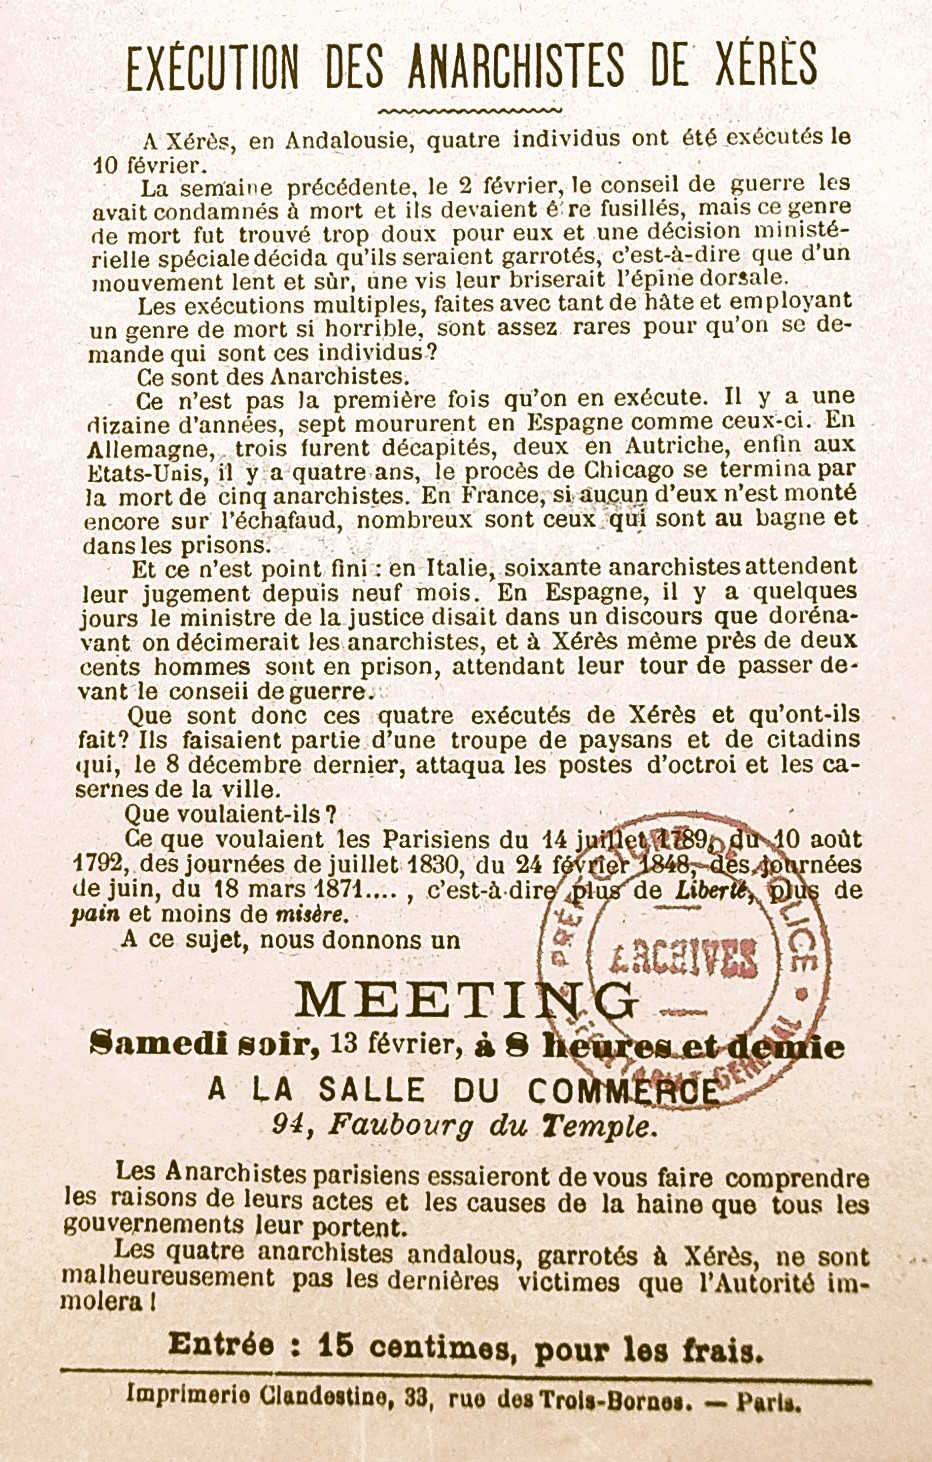 EXÉCUTION DES ANARCHISTES DE XÉRÈS
A Xérès, en Andalousie, quatre individus ont été exécutés le
10 février.
La semaine précédente, le 2 février, le conseil de guerre les
avait condamnés à mort et ils devaient être fusillés, mais ce genre
de mort fut trouvé trop doux pour eux et une décision ministé-
rielle spéciale décida qu'ils seraient garrotés, c'est-à-dire que d'un
mouvement lent et sûr, une vis leur briserait l'épine dorsale.
Les exécutions multiples, faites avec tant de hâte et employant
un genre de mort si horrible, sont assez rares pour qu'on se de-
mande qui sont ces individus ?
Ce sont des Anarchistes.
Ce n'est pas la première fois qu'on en exécute. Il y a une
dizaine d'années, sept moururent en Espagne comme ceux-ci. En
Allemagne, trois furent décapités, deux en Autriche, enfin aux
Etats-Unis, il y a quatre ans, le procès de Chicago se termina par
la mort de cinq anarchistes. En France, si aucun d'eux n'est monté
encore sur l'échafaud, nombreux sont ceux qui sont au bagne et
dans les prisons.
Et ce n'est point fini : en Italie, soixante anarchistes attendent
leur jugement depuis neuf mois. En Espagne, il y a quelques
jours le ministre de la justice disait dans un discours que doréna-
vant on décimerait les anarchistes, et à Xérès même près de deux
cents hommes sont en prison, attendant leur tour de passer de-
vant le conseil de guerre.
Que sont donc ces quatre exécutés de Xérès et qu'ont-ils
fait? Ils faisaient partie d'une troupe de paysans et de citadins
qui, le 8 décembre dernier, attaqua les postes d'octroi et les ca-
sernes de la ville.
Que voulaient-ils ?
Ce que voulaient les Parisiens du 14 juillet 1789, du 10 août
1792, des journées de juillet 1830, du 24 février 1848, des journées
de juin, du 18 mars 1871.... , c'est-à-dire plus de Liberté, plus de
pain et moins de misère.
A ce sujet, nous donnons un
PRÉFECTURE DE POLICE • SECRÉTARIAT GÉNÉRAL
ARCHIVES
MEETING
Samedi soir, 13 février, à 8 heures et demie
A LA SALLE DU COMMERCE
94, Faubourg du Temple.
Les Anarchistes parisiens essaieront de vous faire comprendre
les raisons de leurs actes et les causes de la haine que tous les
gouvernements leur portent.
Les quatre anarchistes andalous, garrotés à Xérès, ne sont
malheureusement pas les dernières victimes que l'Autorité im-
molera !
Entrée : 15 centimes, pour les frais.
Imprimerie Clandestine, 33, rue des Trois-Bornes. — Paris.